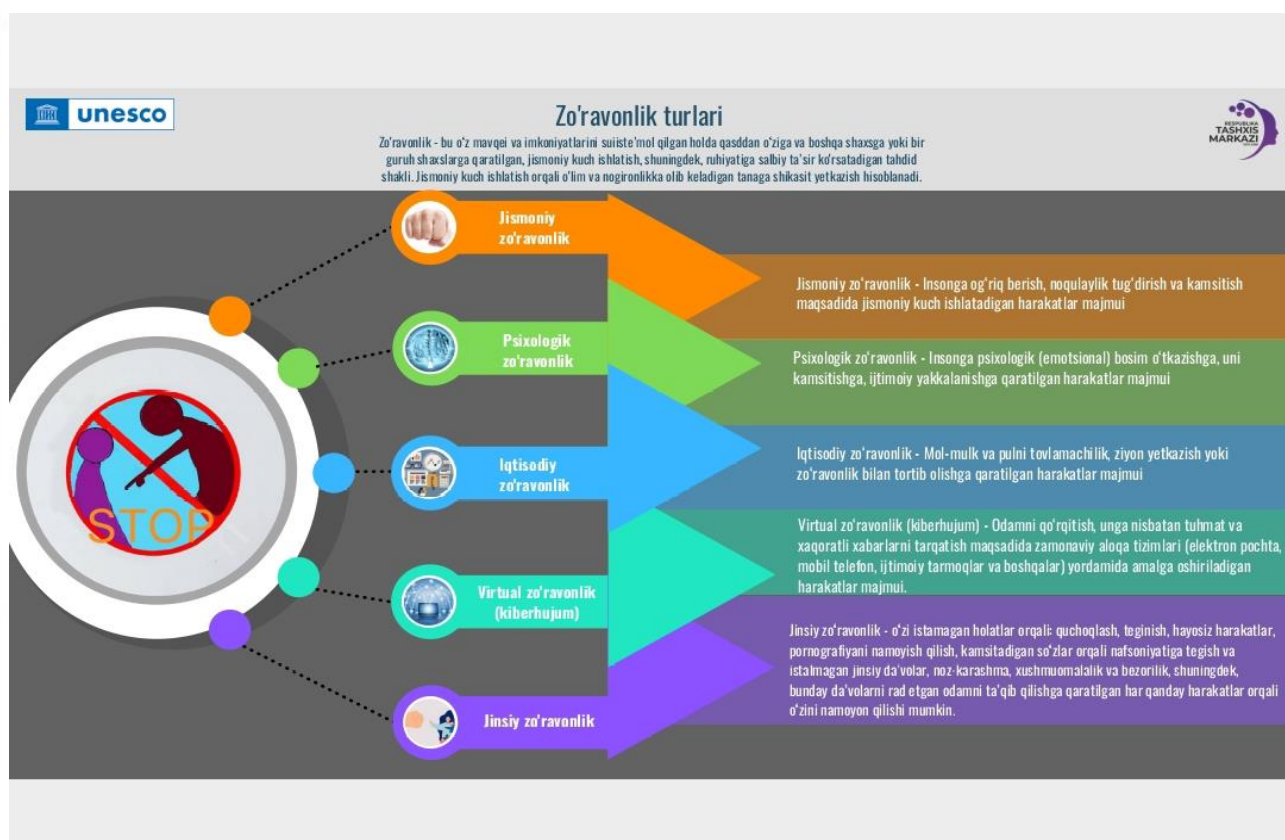 unesco
Zo'ravonlik turlari
RESPUBLIKA
TASHXIS
MARKAZI
Zo'ravonlik - bu o'z mavqei va imkoniyatlarini suiiste'mol qilgan holda qasddan o'ziga va boshqa shaxsga yoki bir
guruh shaxslarga qaratilgan, jismoniy kuch ishlatish, shuningdek, ruhiyatiga salbiy ta'sir ko'rsatadigan tahdid
shakli. Jismoniy kuch ishlatish orqali o'lim va nogironlikka olib keladigan tanaga shikasit yetkazish hisoblanadi.
STOP
Jismoniy
zo'ravonlik
Jismoniy zo'ravonlik - Insonga og'riq berish, noqulaylik tug'dirish va kamsitish
maqsadida jismoniy kuch ishlatadigan harakatlar majmui
Psixologik
zo'ravonlik
Psixologik zo'ravonlik - Insonga psixologik (emotsional) bosim o'tkazishga, uni
kamsitishga, ijtimoiy yakkalanishga qaratilgan harakatlar majmui
Iqtisodiy
zo'ravonlik
Iqtisodiy zo'ravonlik - Mol-mulk va pulni tovlamachilik, ziyon yetkazish yoki
zo'ravonlik bilan tortib olishga qaratilgan harakatlar majmui
Virtual zo'ravonlik
(kiberhujum)
Virtual zo'ravonlik (kiberhujum) - Odamni qo'rqitish, unga nisbatan tuhmat va
xaqoratli xabarlarni tarqatish maqsadida zamonaviy aloqa tizimlari (elektron pochta,
mobil telefon, ijtimoiy tarmoqlar va boshqalar) yordamida amalga oshiriladigan
harakatlar majmui.
Jinsiy zo'ravonlik
Jinsiy zo'ravonlik - o'zi istamagan holatlar orqali: quchoqlash, teginish, hayosiz harakatlar,
pornografiyani namoyish qilish, kamsitadigan so'zlar orqali nafsoniyatiga tegish va
istalmagan jinsiy da'volar, noz-karashma, xushmuomalalik va bezorilik, shuningdek,
bunday da'volarni rad etgan odamni ta'qib qilishga qaratilgan har qanday harakatlar orqali
o'zini namoyon qilishi mumkin.